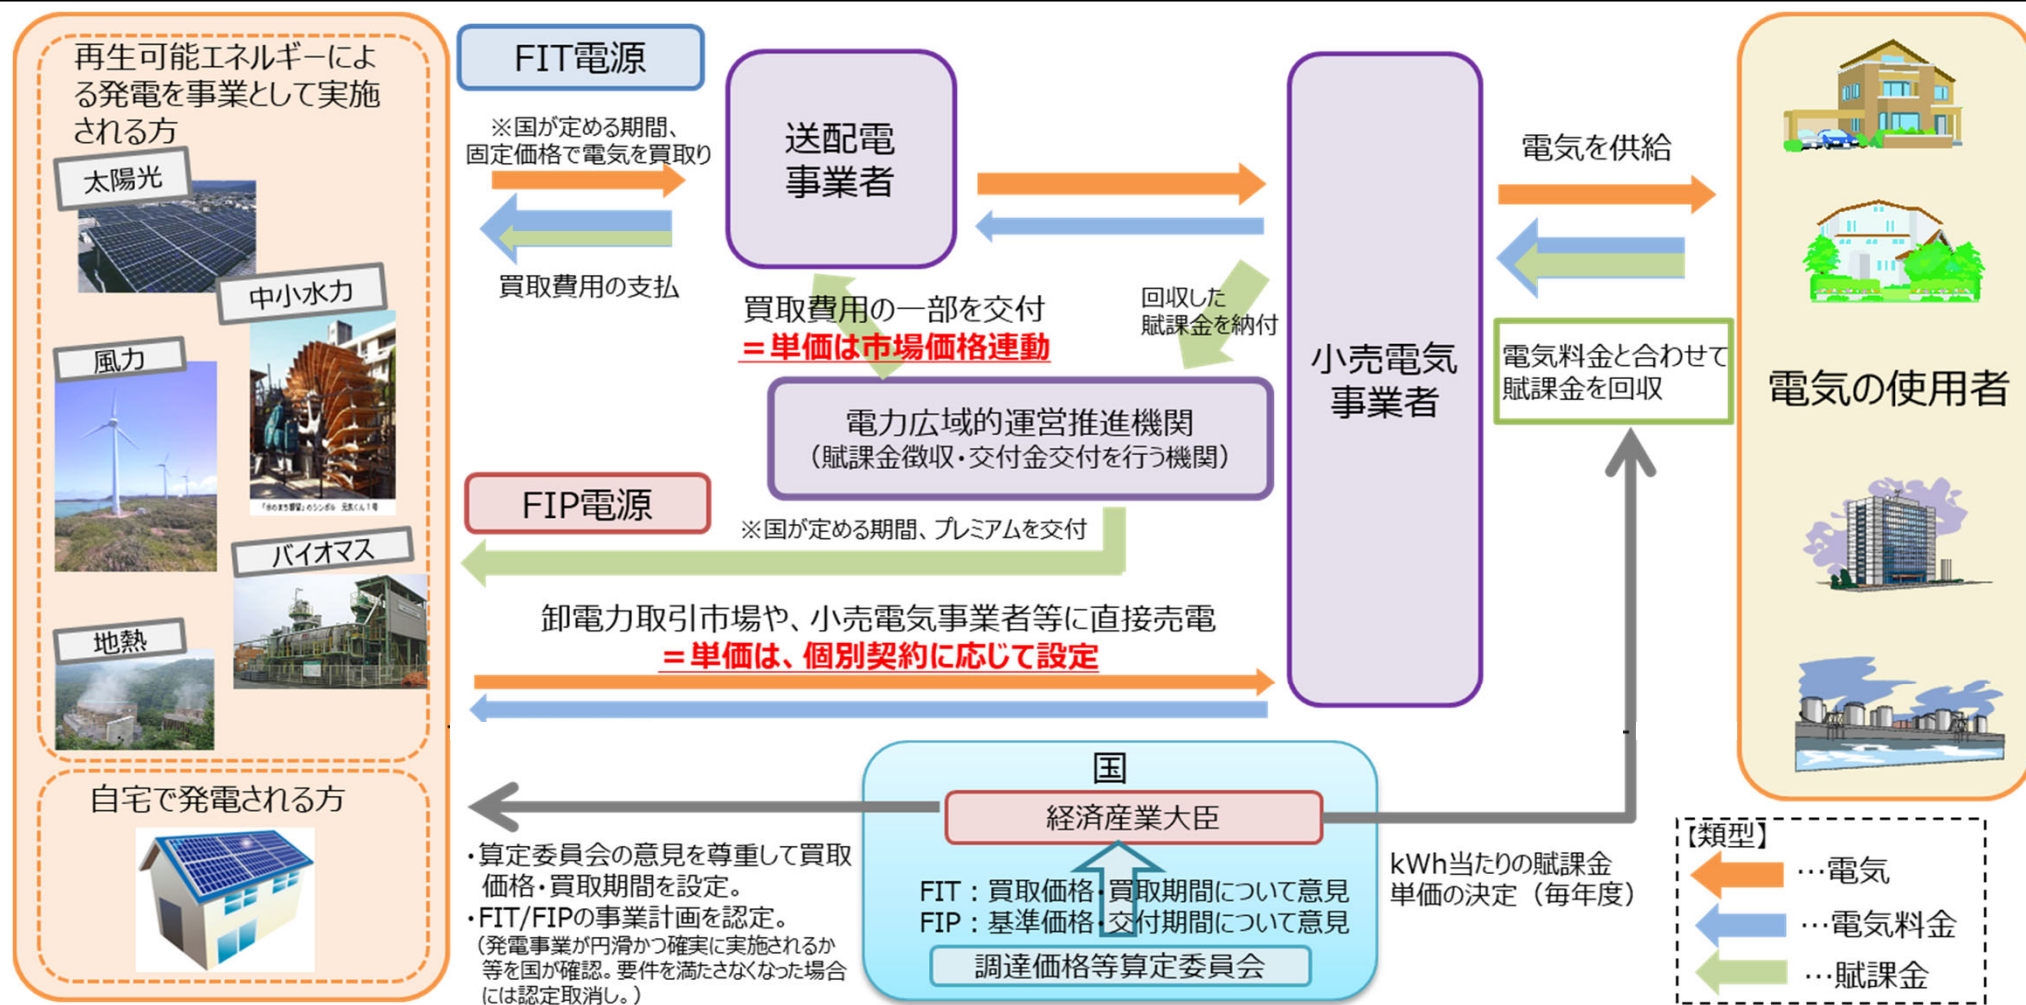 再生可能エネルギーによ
る発電を事業として実施
される方
太陽光
中小水力
風力
「水のまち都留」のシンボル 元気くん1号
バイオマス
地熱
自宅で発電される方
FIT電源
※国が定める期間、
固定価格で電気を買取り
買取費用の支払
送配電
事業者
買取費用の一部を交付
=単価は市場価格連動
回収した
賦課金を納付
電力広域的運営推進機関
(賦課金徴収・交付金交付を行う機関)
FIP電源
※国が定める期間、プレミアムを交付
卸電力取引市場や、小売電気事業者等に直接売電
=単価は、個別契約に応じて設定
小売電気
事業者
電気を供給
電気料金と合わせて
賦課金を回収
電気の使用者
国
経済産業大臣
FIT:買取価格・買取期間について意見
FIP:基準価格・交付期間について意見
調達価格等算定委員会
・算定委員会の意見を尊重して買取
価格・買取期間を設定。
・FIT/FIPの事業計画を認定。
(発電事業が円滑かつ確実に実施されるか
等を国が確認。要件を満たさなくなった場合
には認定取消し。)
kWh当たりの賦課金
単価の決定(毎年度)
【類型】
…電気
…電気料金
…賦課金